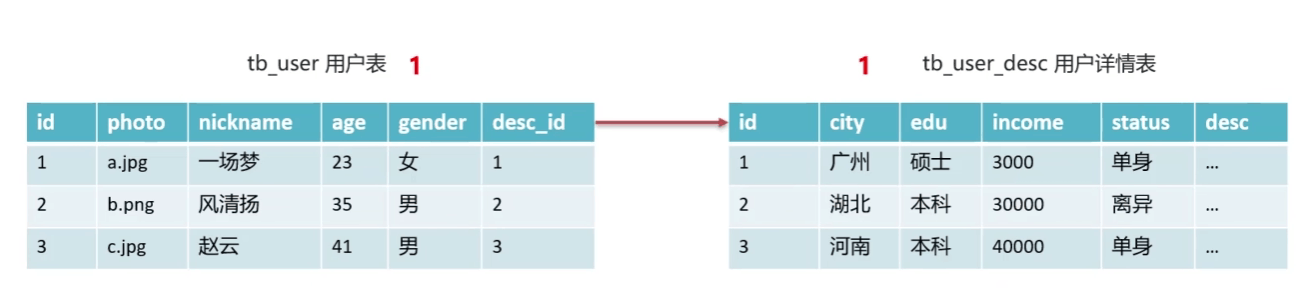 tb_user 用户表 1
1 tb_user_desc 用户详情表
id photo nickname age gender desc_id
1 a.jpg 一场梦 23 女 1
2 b.png 风清扬 35 男 2
3 c.jpg 赵云 41 男 3
id city edu income status desc
1 广州 硕士 3000 单身 ...
2 湖北 本科 30000 离异 ...
3 河南 本科 40000 单身 ...